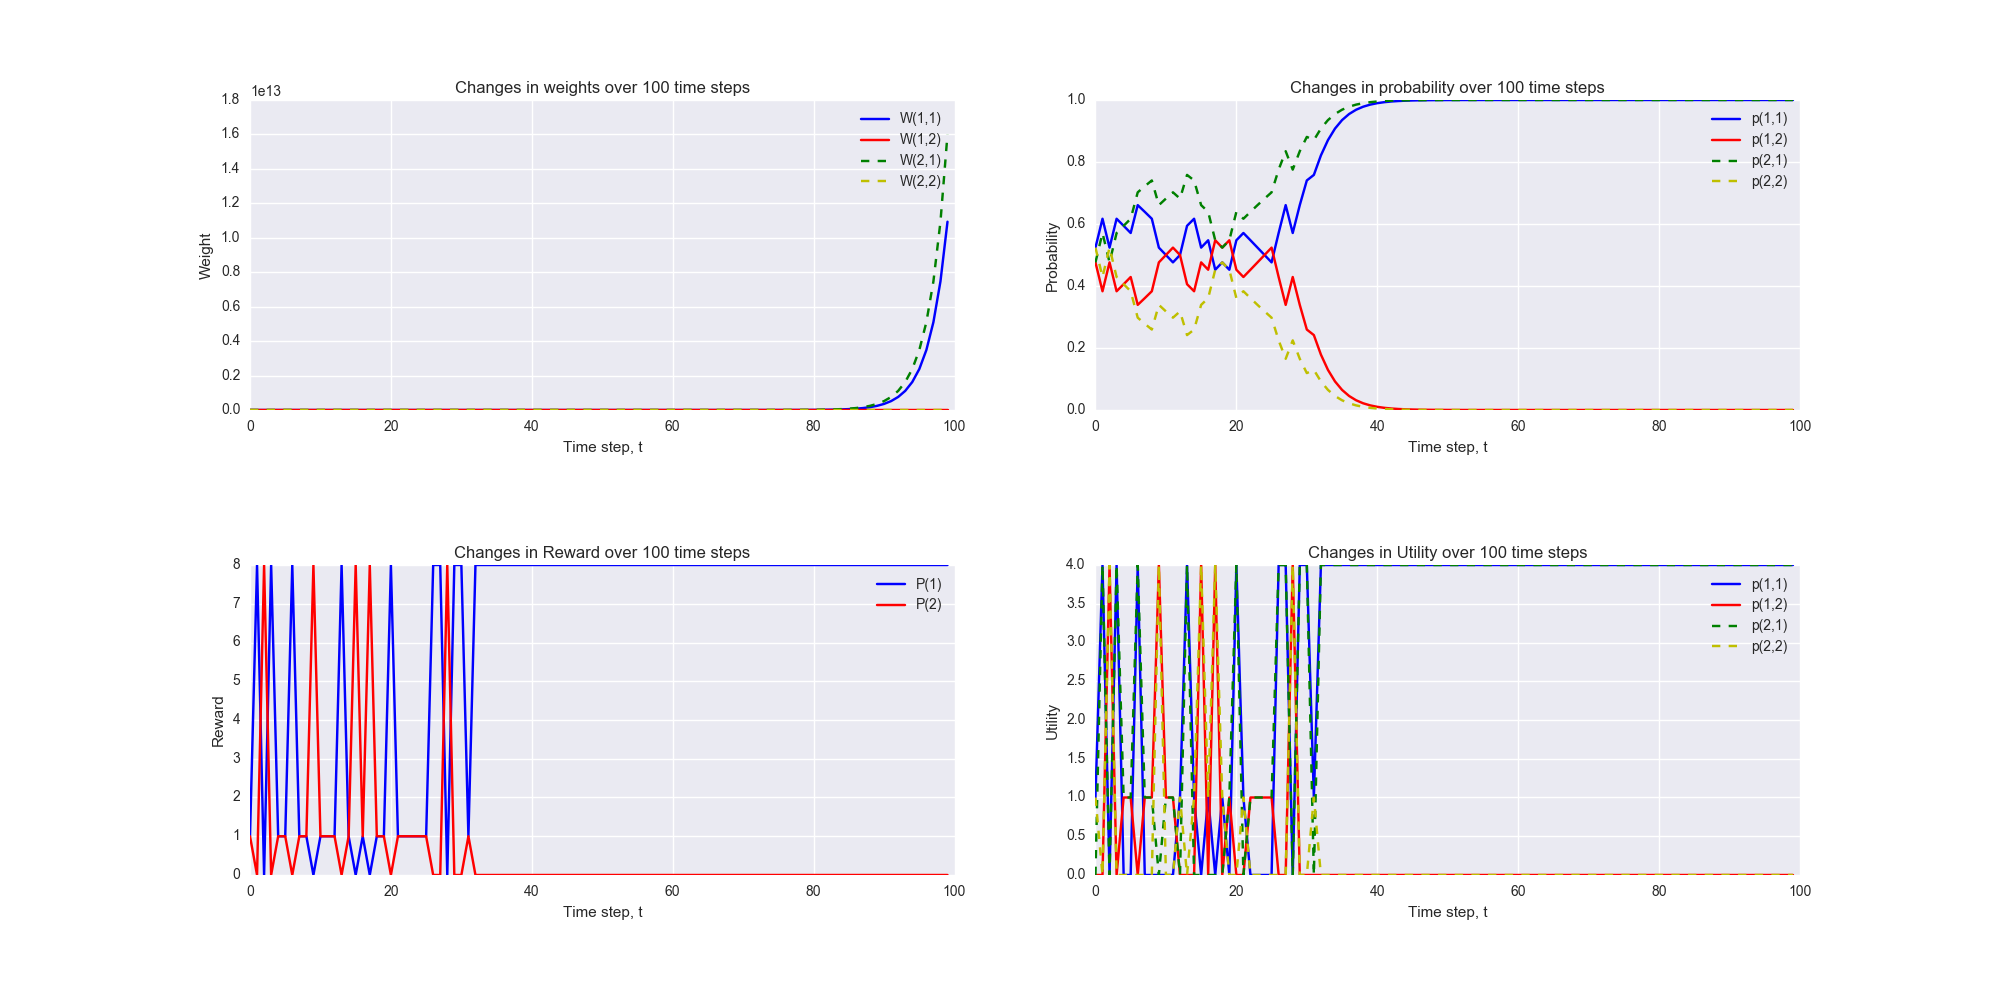 Changes in weights over 100 time steps
1e13
1.8
1.6
1.4
1.2
1.0
0.8
0.6
0.4
0.2
0.0
Weight
W(1,1)
W(1,2)
W(2,1)
W(2,2)
0 20 40 60 80 100
Time step, t
Changes in probability over 100 time steps
1.0
0.8
0.6
0.4
0.2
0.0
Probability
p(1,1)
p(1,2)
p(2,1)
p(2,2)
0 20 40 60 80 100
Time step, t
Changes in Reward over 100 time steps
8
7
6
5
4
3
2
1
0
Reward
P(1)
P(2)
0 20 40 60 80 100
Time step, t
Changes in Utility over 100 time steps
4.0
3.5
3.0
2.5
2.0
1.5
1.0
0.5
0.0
Utility
p(1,1)
p(1,2)
p(2,1)
p(2,2)
0 20 40 60 80 100
Time step, t